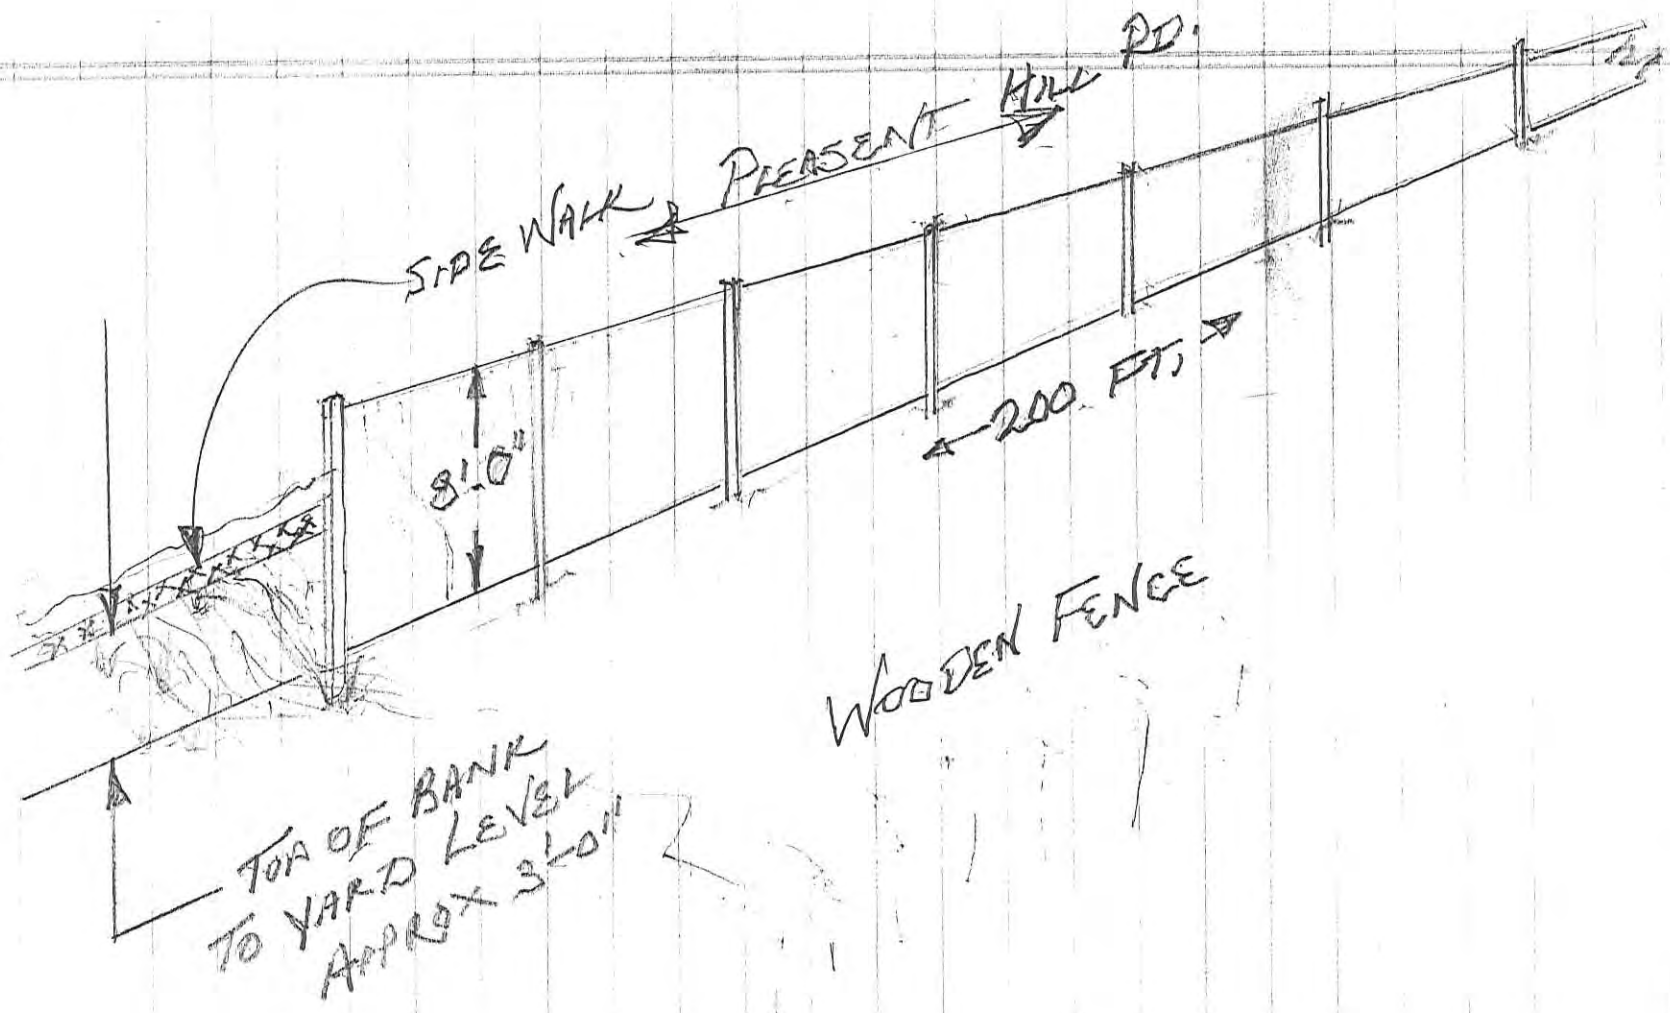 PLEASENT HILL RD.
SIDE WALK
8'-0"
200 FT.
WOODEN FENCE
TOP OF BANK
TO YARD LEVEL
APPROX 3'-0"